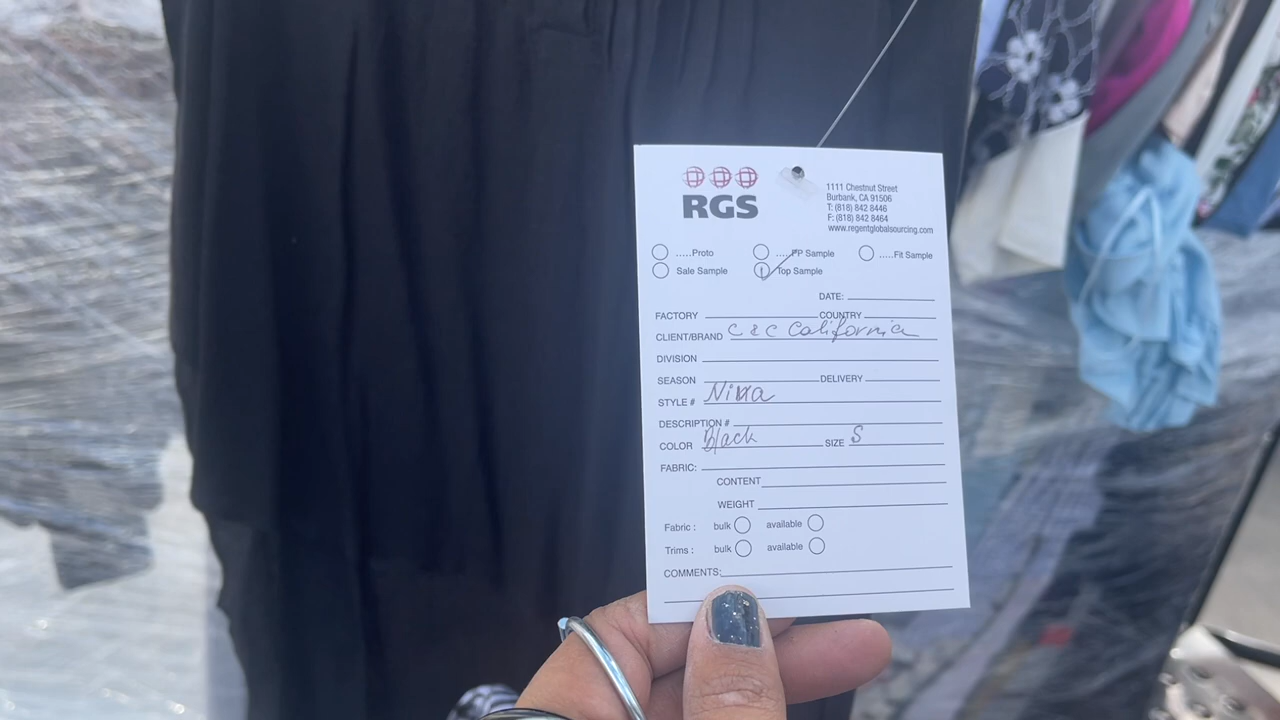 RGS
1111 Chestnut Street
Burbank, CA 91506
T: (818) 842 8446
F: (818) 842 8464
www.regentglobalsourcing.com
.....Proto .....PP Sample .....Fit Sample
Sale Sample Top Sample
DATE:
FACTORY COUNTRY
CLIENT/BRAND C & C California
DIVISION
SEASON DELIVERY
STYLE # Nina
DESCRIPTION #
COLOR Black SIZE S
FABRIC:
CONTENT
WEIGHT
Fabric : bulk available
Trims : bulk available
COMMENTS: